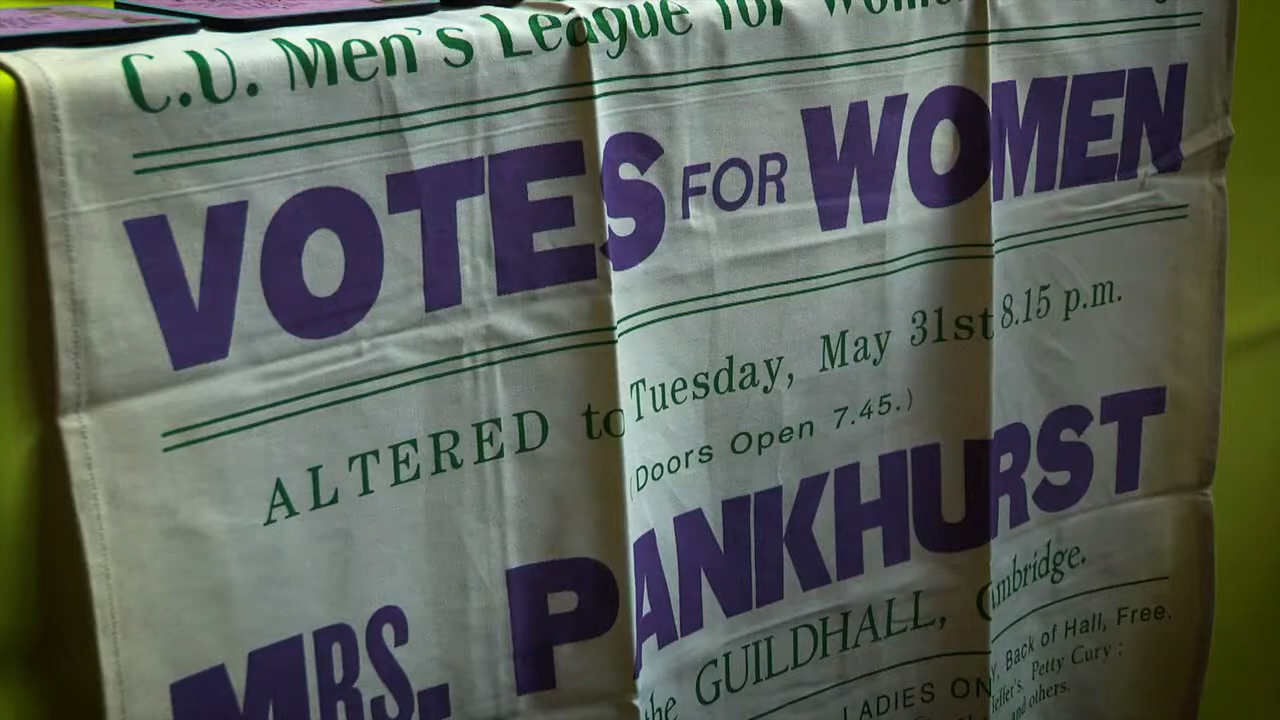 C.U. Men's League for
VOTES FOR WOMEN
ALTERED to Tuesday, May 31st 8.15 p.m.
(Doors Open 7.45.)
MRS. PANKHURST
the GUILDHALL, Cambridge.
Back of Hall, Free.
Petty Cury;
LADIES ON
and others.